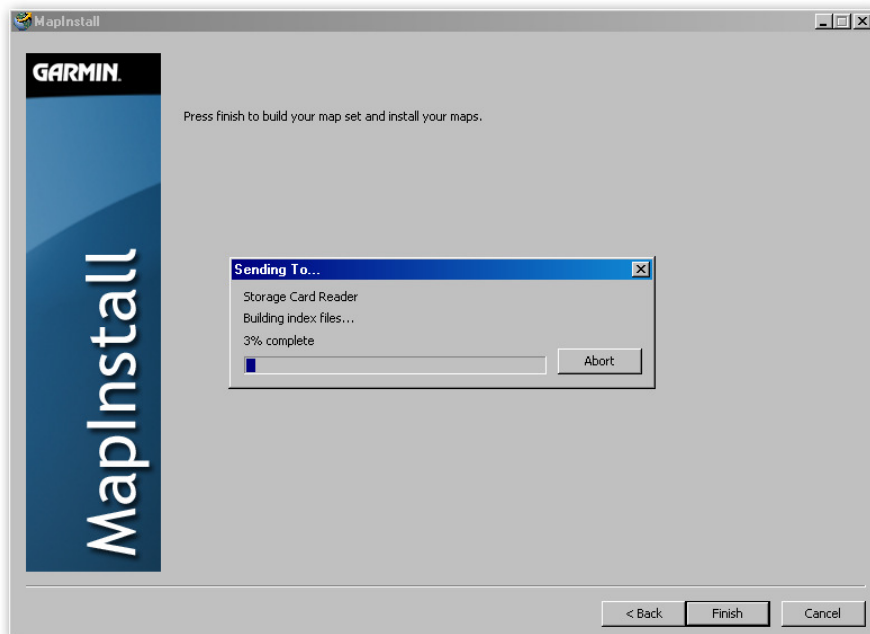 MapInstall
GARMIN.
Press finish to build your map set and install your maps.
MapInstall
Sending To...
Storage Card Reader
Building index files...
3% complete
Abort
< Back
Finish
Cancel